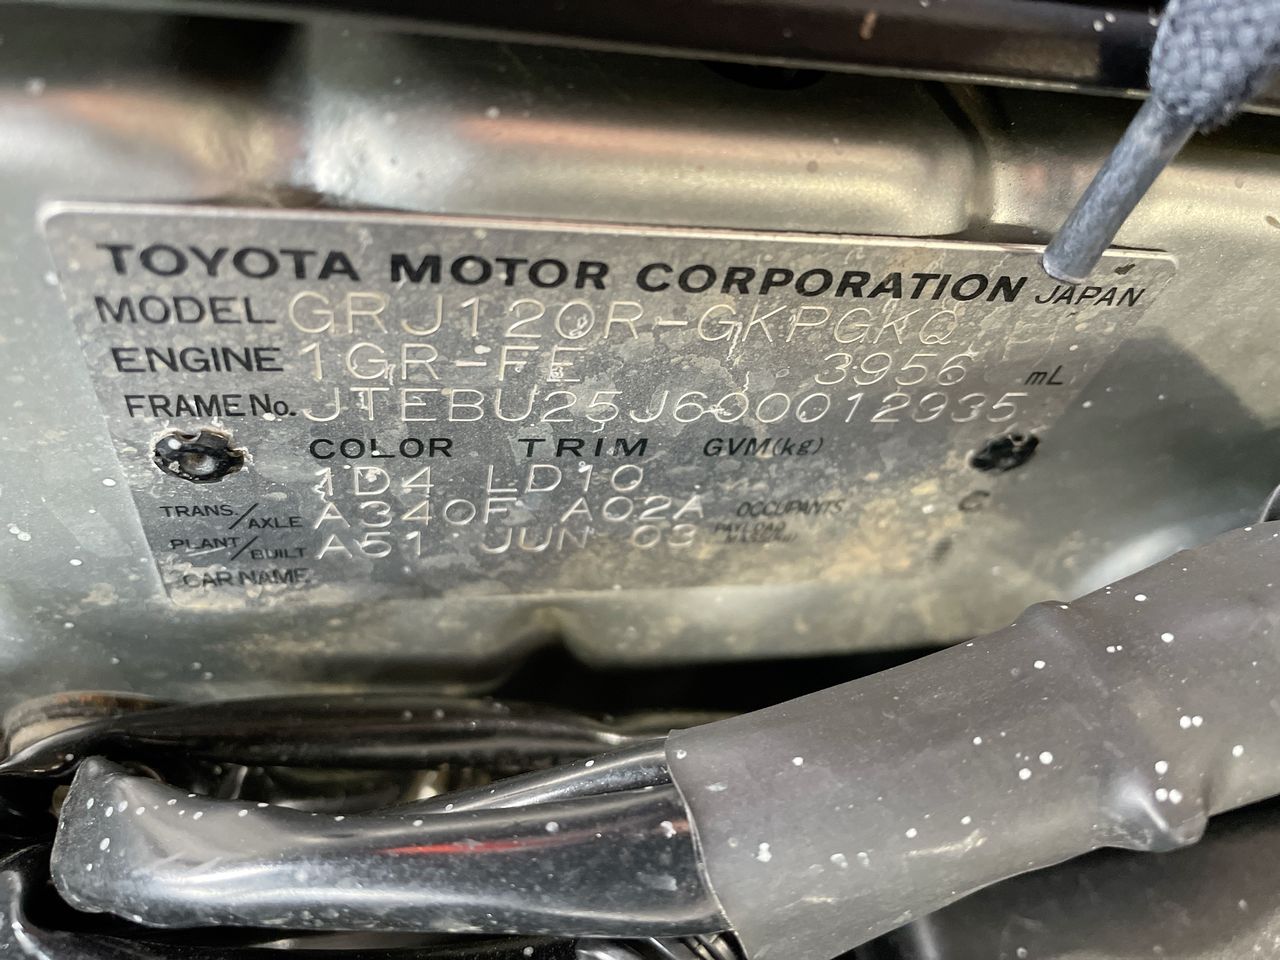 TOYOTA MOTOR CORPORATION JAPAN
MODEL GRJ120R-GKPGKQ
ENGINE 1GR-FE 3956 mL
FRAME No. JTEBU25J600012935
COLOR TRIM GVM(kg)
1D4 LD10
TRANS./AXLE A340F A02A OCCUPANTS
PLANT/BUILT A51 JUN 03 PAYLOAD
CAR NAME